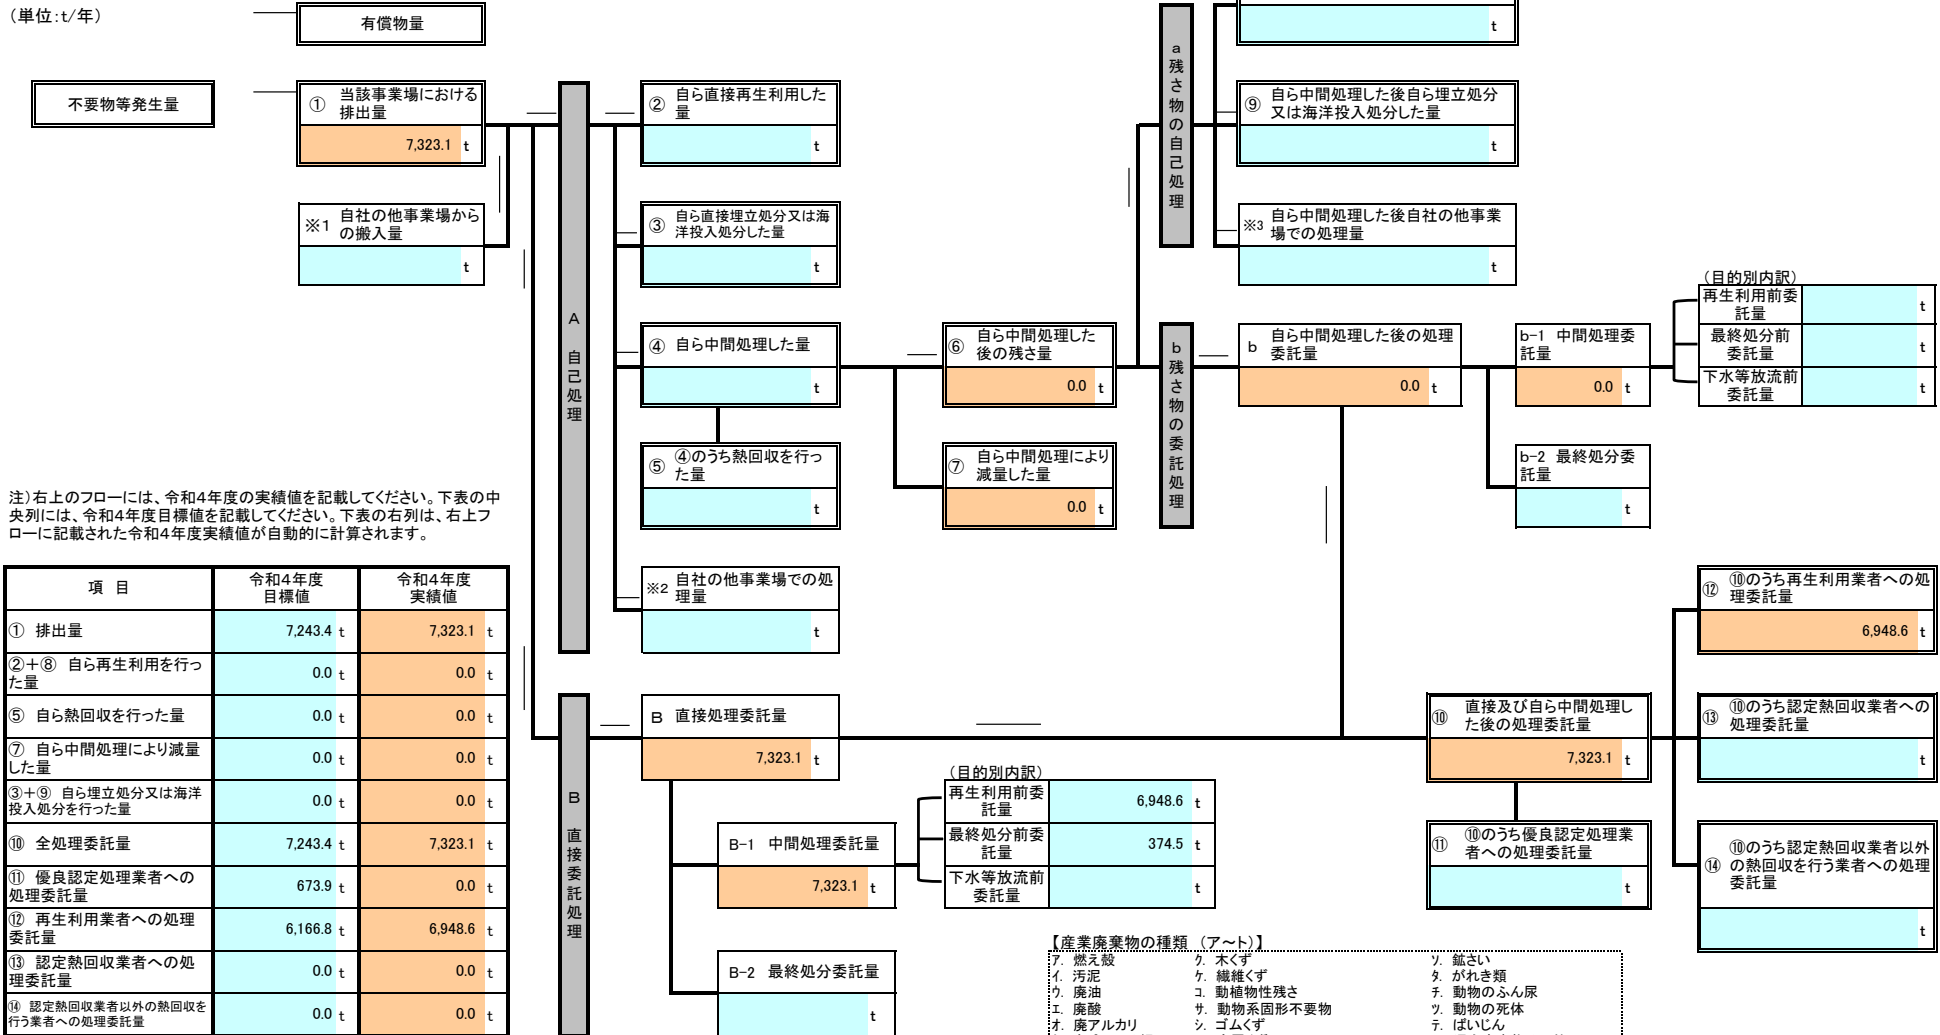 (単位:t/年)
有償物量
t
不要物等発生量
① 当該事業場における
排出量
7,323.1 t
② 自ら直接再生利用した
量
t
⑨ 自ら中間処理した後自ら埋立処分
又は海洋投入処分した量
t
a 残さ物の自己処理
※1 自社の他事業場から
の搬入量
t
③ 自ら直接埋立処分又は海
洋投入処分した量
t
※3 自ら中間処理した後自社の他事業
場での処理量
t
A 自己処理
④ 自ら中間処理した量
t
⑥ 自ら中間処理した
後の残さ量
0.0 t
b 残さ物の委託処理
b 自ら中間処理した後の処理
委託量
0.0 t
b-1 中間処理委
託量
0.0 t
(目的別内訳)
再生利用前委
託量
t
最終処分前
委託量
t
下水等放流前
委託量
t
⑤ ④のうち熱回収を行っ
た量
t
⑦ 自ら中間処理により
減量した量
0.0 t
b-2 最終処分委
託量
t
注)右上のフローには、令和4年度の実績値を記載してください。下表の中
央列には、令和4年度目標値を記載してください。下表の右列は、右上フ
ローに記載された令和4年度実績値が自動的に計算されます。
※2 自社の他事業場での処
理量
t
項 目
令和4年度
目標値
令和4年度
実績値
① 排出量 7,243.4 t 7,323.1 t
②+⑧ 自ら再生利用を行っ
た量 0.0 t 0.0 t
⑤ 自ら熱回収を行った量 0.0 t 0.0 t
⑦ 自ら中間処理により減量
した量 0.0 t 0.0 t
③+⑨ 自ら埋立処分又は海洋
投入処分を行った量 0.0 t 0.0 t
⑩ 全処理委託量 7,243.4 t 7,323.1 t
⑪ 優良認定処理業者への
処理委託量 673.9 t 0.0 t
⑫ 再生利用業者への処理
委託量 6,166.8 t 6,948.6 t
⑬ 認定熱回収業者への処
理委託量 0.0 t 0.0 t
⑭ 認定熱回収業者以外の熱回収を
行う業者への処理委託量 0.0 t 0.0 t
B 直接委託処理
B 直接処理委託量
7,323.1 t
B-1 中間処理委託量
7,323.1 t
(目的別内訳)
再生利用前委
託量
6,948.6 t
最終処分前委
託量
374.5 t
下水等放流前
委託量
t
B-2 最終処分委託量
t
⑩ 直接及び自ら中間処理し
た後の処理委託量
7,323.1 t
⑪ ⑩のうち優良認定処理業
者への処理委託量
t
⑫ ⑩のうち再生利用業者への処
理委託量
6,948.6 t
⑬ ⑩のうち認定熱回収業者への
処理委託量
t
⑭ ⑩のうち認定熱回収業者以外
の熱回収を行う業者への処理
委託量
t
【産業廃棄物の種類 (ア~ト)】
ア. 燃え殻 ク. 木くず ソ. 鉱さい
イ. 汚泥 ケ. 繊維くず タ. がれき類
ウ. 廃油 コ. 動植物性残さ チ. 動物のふん尿
エ. 廃酸 サ. 動物系固形不要物 ツ. 動物の死体
オ. 廃アルカリ シ. ゴムくず テ. ばいじん